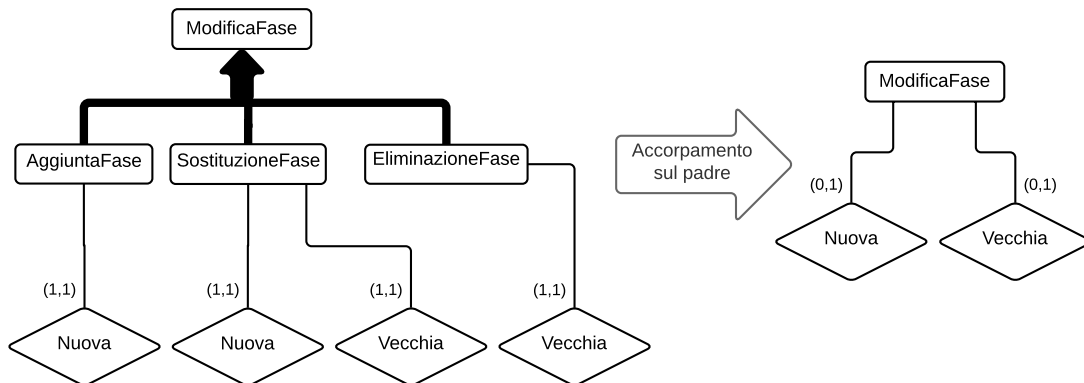 ModificaFase
AggiuntaFase
SostituzioneFase
EliminazioneFase
(1,1)
(1,1)
(1,1)
(1,1)
Nuova
Nuova
Vecchia
Vecchia
Accorpamento
sul padre
ModificaFase
(0,1)
(0,1)
Nuova
Vecchia